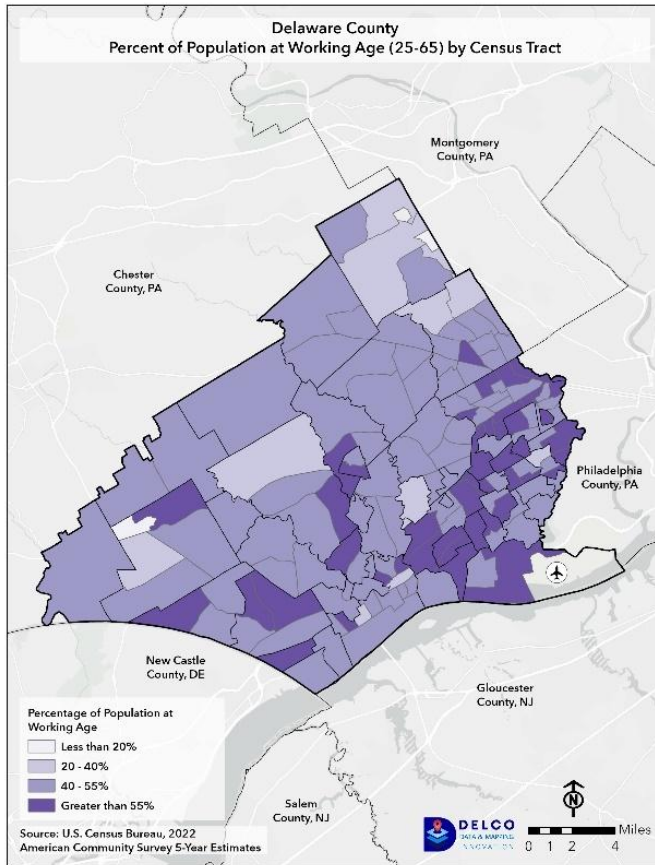 Delaware County
Percent of Population at Working Age (25-65) by Census Tract
Montgomery
County, PA
Chester
County, PA
Philadelphia
County, PA
New Castle
County, DE
Gloucester
County, NJ
Percentage of Population at
Working Age
Less than 20%
20 - 40%
40 - 55%
Greater than 55%
Salem
County, NJ
Source: U.S. Census Bureau, 2022
American Community Survey 5-Year Estimates
DELCO
DATA & MAPPING
INNOVATION
N
Miles
0 1 2 4